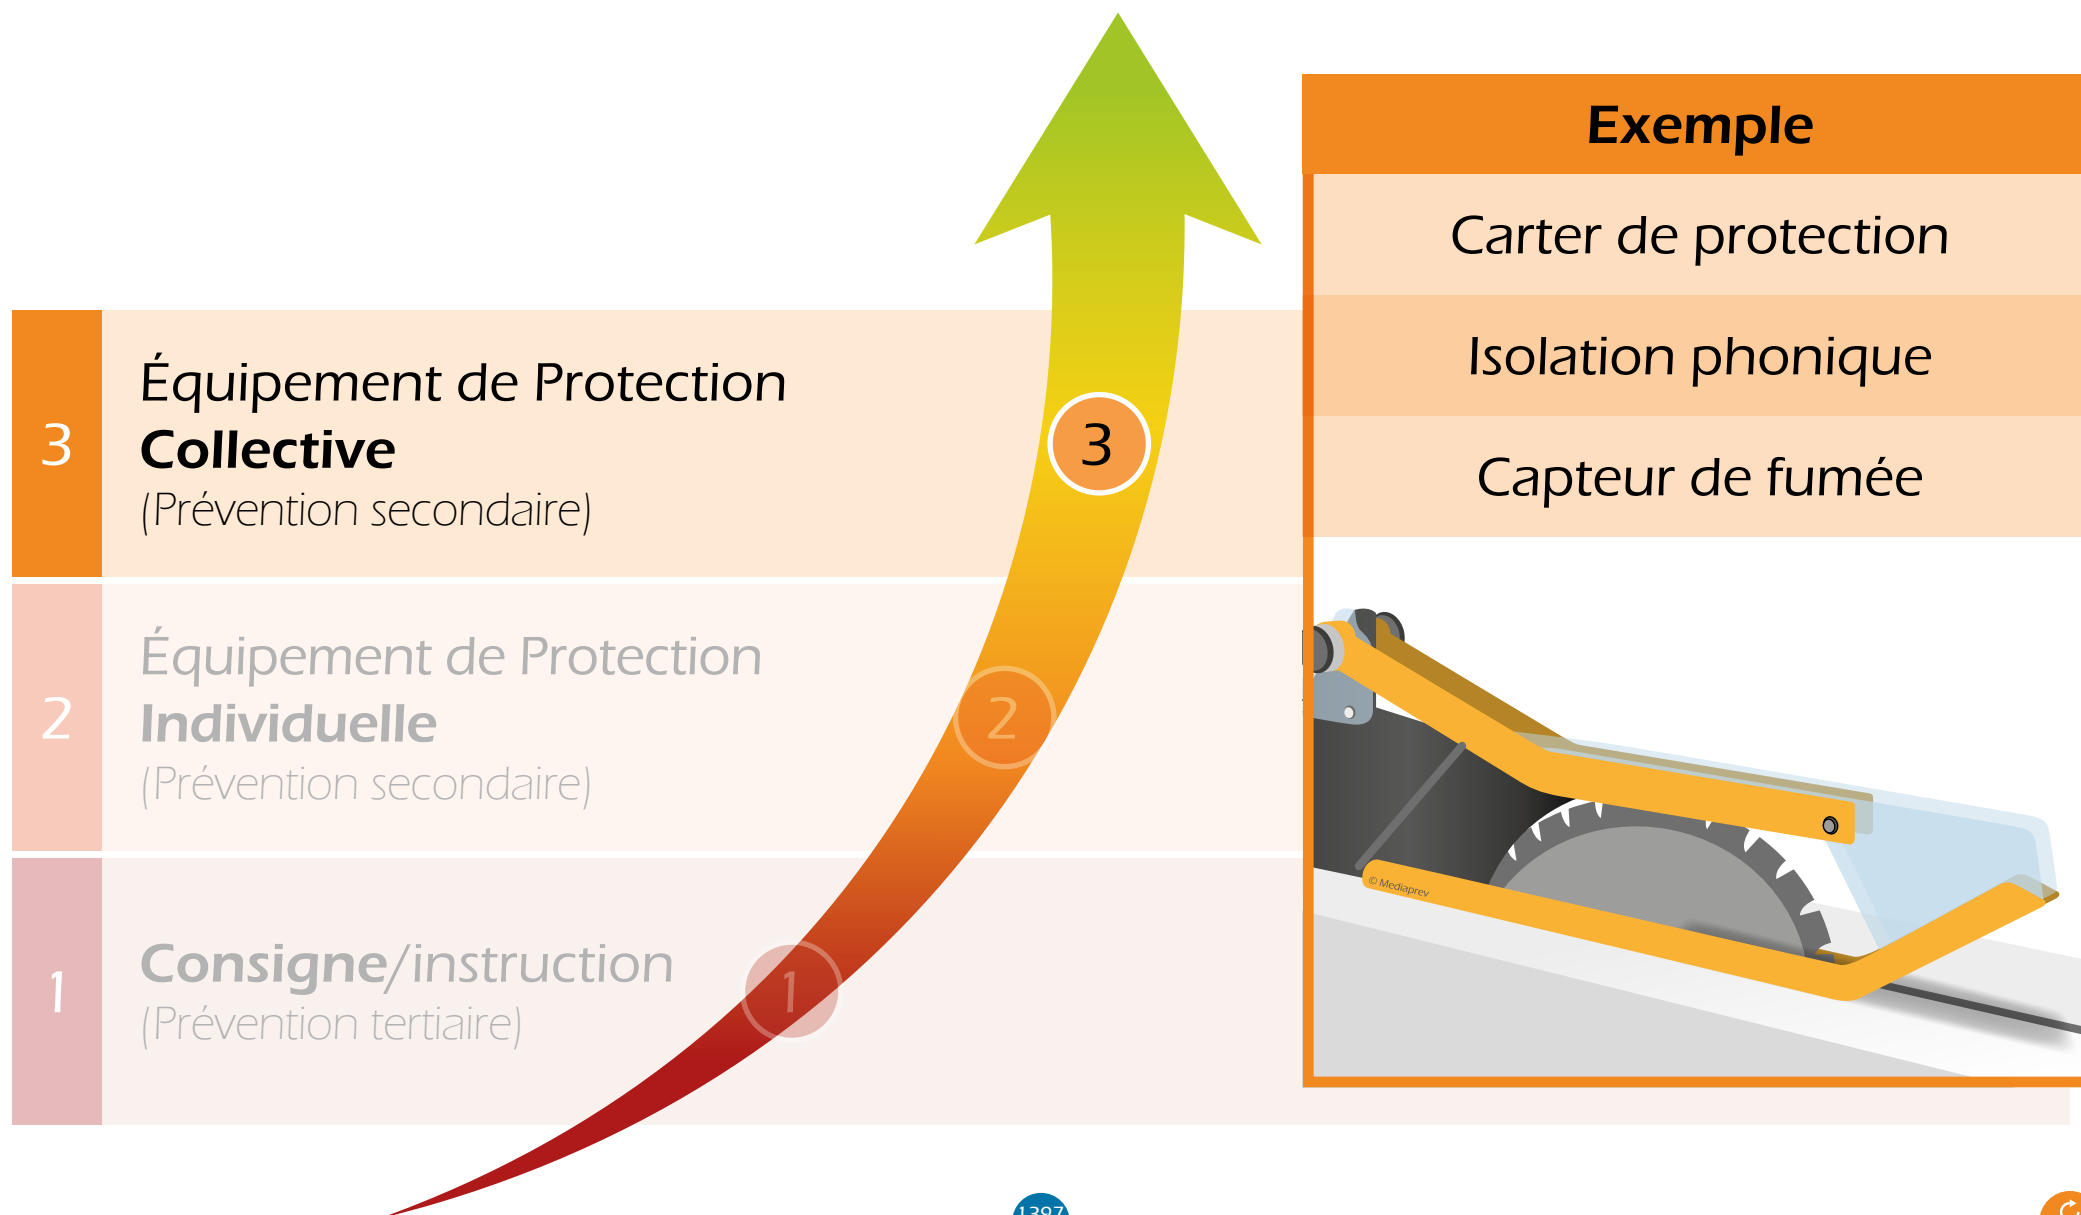 Exemple
Carter de protection
Isolation phonique
Capteur de fumée
3
Équipement de Protection
Collective
(Prévention secondaire)
3
2
Équipement de Protection
Individuelle
(Prévention secondaire)
2
1
Consigne/instruction
(Prévention tertiaire)
1
© Mediaprev
1397